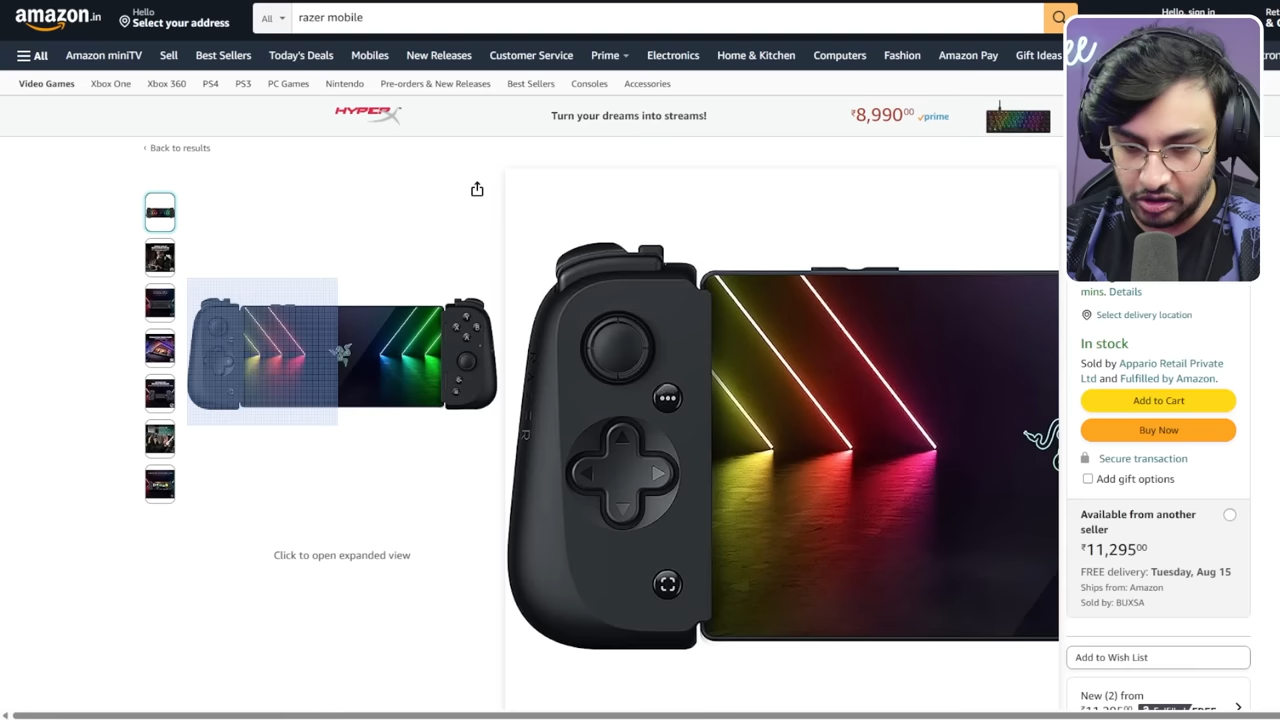 amazon.in
Hello
Select your address
All
razer mobile
Hello, sign in
Ret
All
Amazon miniTV
Sell
Best Sellers
Today's Deals
Mobiles
New Releases
Customer Service
Prime
Electronics
Home & Kitchen
Computers
Fashion
Amazon Pay
Gift Ideas
Video Games
Xbox One
Xbox 360
PS4
PS3
PC Games
Nintendo
Pre-orders & New Releases
Best Sellers
Consoles
Accessories
HYPERX
Turn your dreams into streams!
₹8,990⁰⁰
prime
‹ Back to results
R
Click to open expanded view
mins. Details
Select delivery location
In stock
Sold by Appario Retail Private
Ltd and Fulfilled by Amazon.
Add to Cart
Buy Now
Secure transaction
Add gift options
Available from another
seller
₹11,295⁰⁰
FREE delivery: Tuesday, Aug 15
Ships from: Amazon
Sold by: BUXSA
Add to Wish List
New (2) from